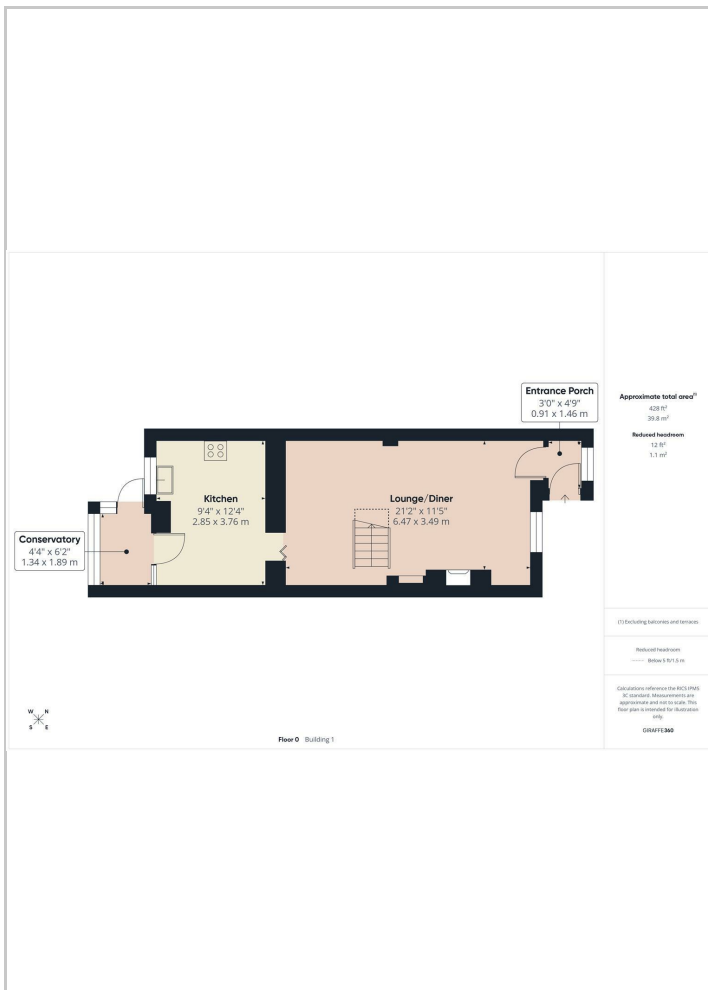 Entrance Porch
3'0" x 4'9"
0.91 x 1.46 m
Kitchen
9'4" x 12'4"
2.85 x 3.76 m
Lounge/Diner
21'2" x 11'5"
6.47 x 3.49 m
Conservatory
4'4" x 6'2"
1.34 x 1.89 m
W N
S E
Floor 0 Building 1
Approximate total area⁽¹⁾
428 ft²
39.8 m²
Reduced headroom
12 ft²
1.1 m²
(1) Excluding balconies and terraces
Reduced headroom
Below 5 ft/1.5 m
Calculations reference the RICS IPMS
3C standard. Measurements are
approximate and not to scale. This
floor plan is intended for illustration
only.
GIRAFFE360